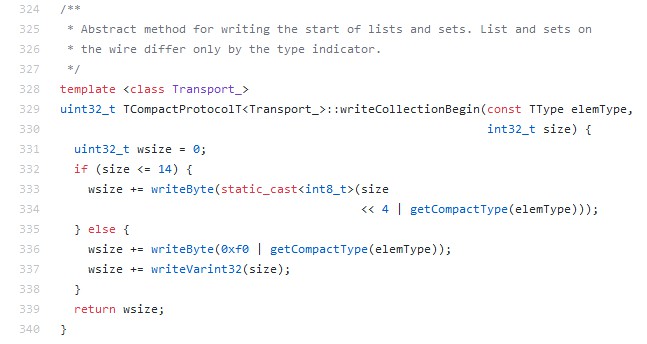 324 /**
325  * Abstract method for writing the start of lists and sets. List and sets on
326  * the wire differ only by the type indicator.
327  */
328 template <class Transport_>
329 uint32_t TCompactProtocolT<Transport_>::writeCollectionBegin(const TType elemType,
330                                                              int32_t size) {
331   uint32_t wsize = 0;
332   if (size <= 14) {
333     wsize += writeByte(static_cast<int8_t>(size
334                                            << 4 | getCompactType(elemType)));
335   } else {
336     wsize += writeByte(0xf0 | getCompactType(elemType));
337     wsize += writeVarint32(size);
338   }
339   return wsize;
340 }